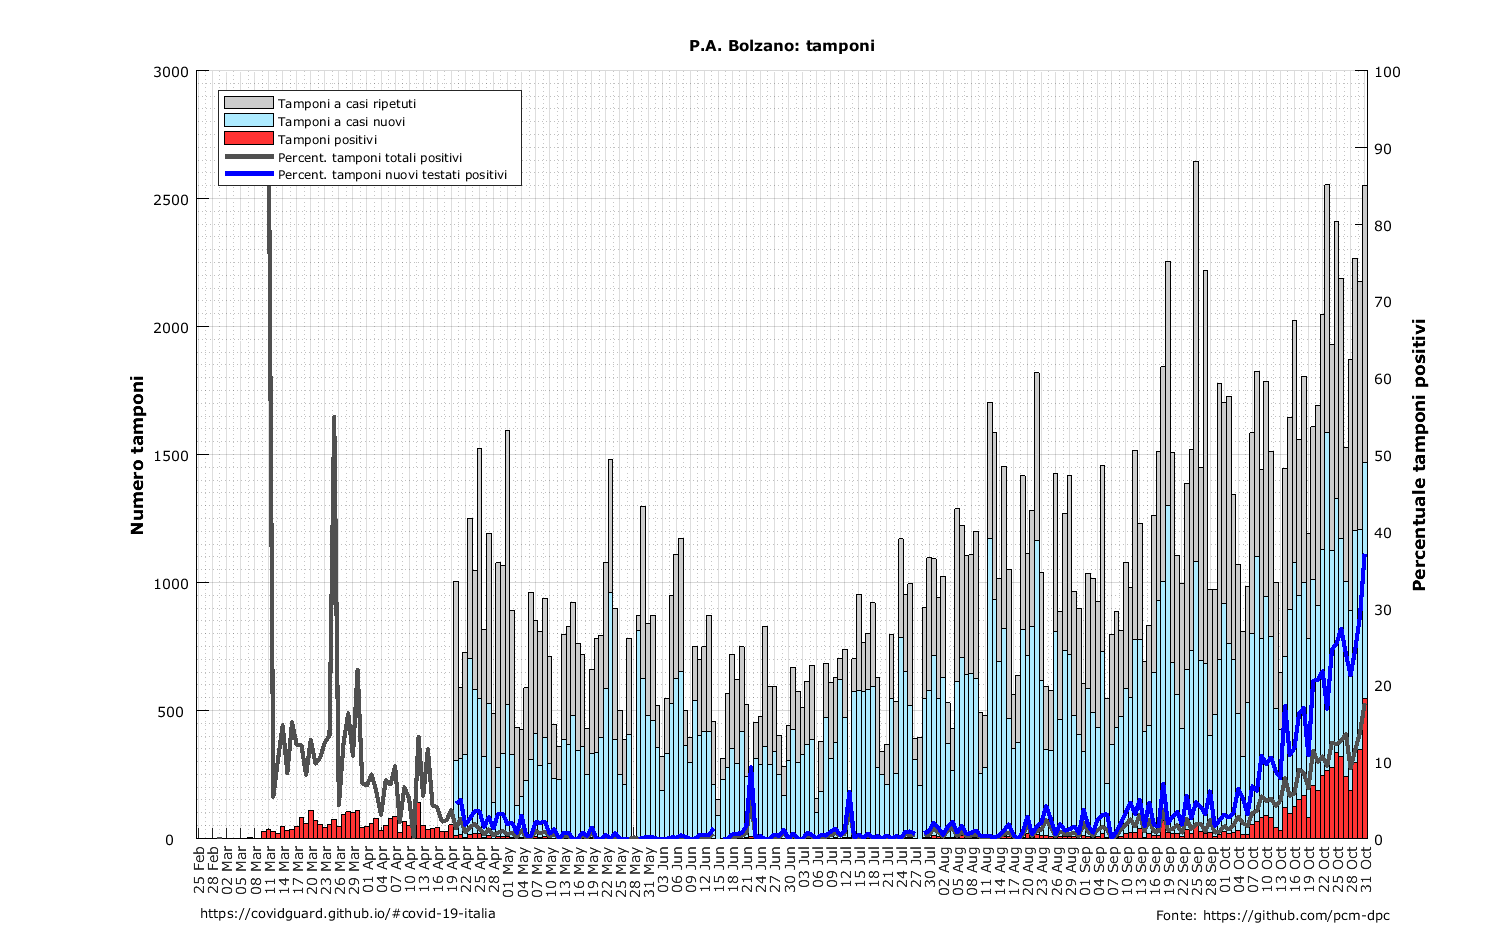 P.A. Bolzano: tamponi
Tamponi a casi ripetuti
Tamponi a casi nuovi
Tamponi positivi
Percent. tamponi totali positivi
Percent. tamponi nuovi testati positivi
Numero tamponi
3000
2500
2000
1500
1000
500
0
Percentuale tamponi positivi
100
90
80
70
60
50
40
30
20
10
0
25 Feb
28 Feb
02 Mar
05 Mar
08 Mar
11 Mar
14 Mar
17 Mar
20 Mar
23 Mar
26 Mar
29 Mar
01 Apr
04 Apr
07 Apr
10 Apr
13 Apr
16 Apr
19 Apr
22 Apr
25 Apr
28 Apr
01 May
04 May
07 May
10 May
13 May
16 May
19 May
22 May
25 May
28 May
31 May
03 Jun
06 Jun
09 Jun
12 Jun
15 Jun
18 Jun
21 Jun
24 Jun
27 Jun
30 Jun
03 Jul
06 Jul
09 Jul
12 Jul
15 Jul
18 Jul
21 Jul
24 Jul
27 Jul
30 Jul
02 Aug
05 Aug
08 Aug
11 Aug
14 Aug
17 Aug
20 Aug
23 Aug
26 Aug
29 Aug
01 Sep
04 Sep
07 Sep
10 Sep
13 Sep
16 Sep
19 Sep
22 Sep
25 Sep
28 Sep
01 Oct
04 Oct
07 Oct
10 Oct
13 Oct
16 Oct
19 Oct
22 Oct
25 Oct
28 Oct
31 Oct
https://covidguard.github.io/#covid-19-italia
Fonte: https://github.com/pcm-dpc